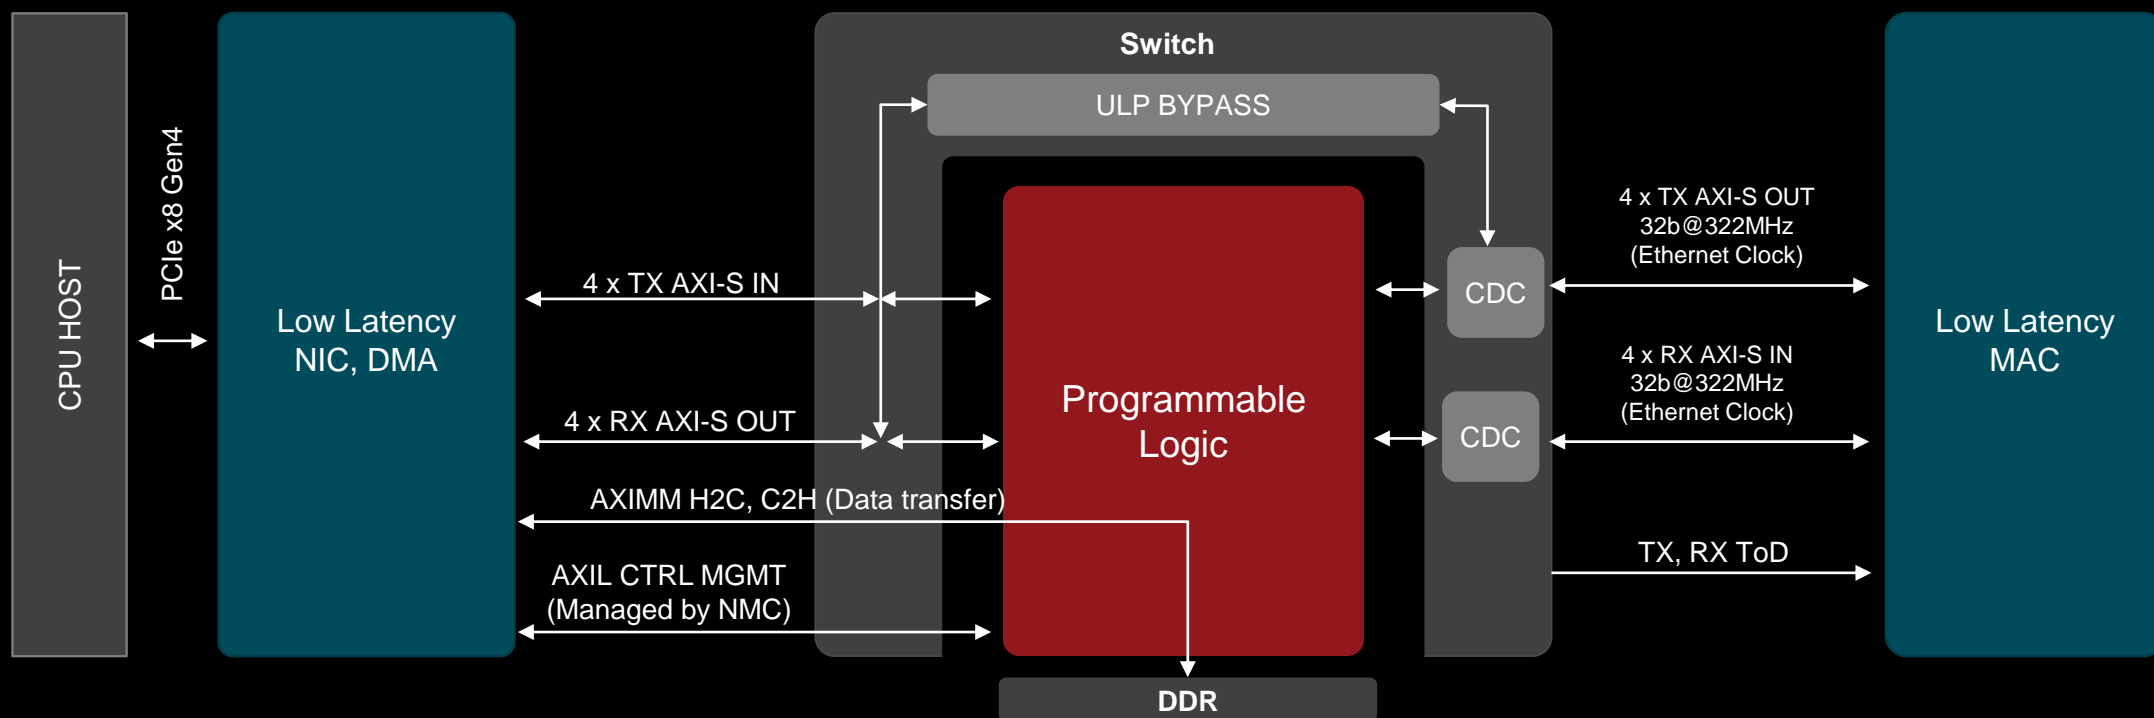 CPU HOST
PCIe x8 Gen4
Low Latency
NIC, DMA
4 x TX AXI-S IN
4 x RX AXI-S OUT
AXIMM H2C, C2H (Data transfer)
AXIL CTRL MGMT
(Managed by NMC)
Switch
ULP BYPASS
Programmable
Logic
CDC
CDC
DDR
4 x TX AXI-S OUT
32b@322MHz
(Ethernet Clock)
4 x RX AXI-S IN
32b@322MHz
(Ethernet Clock)
TX, RX ToD
Low Latency
MAC